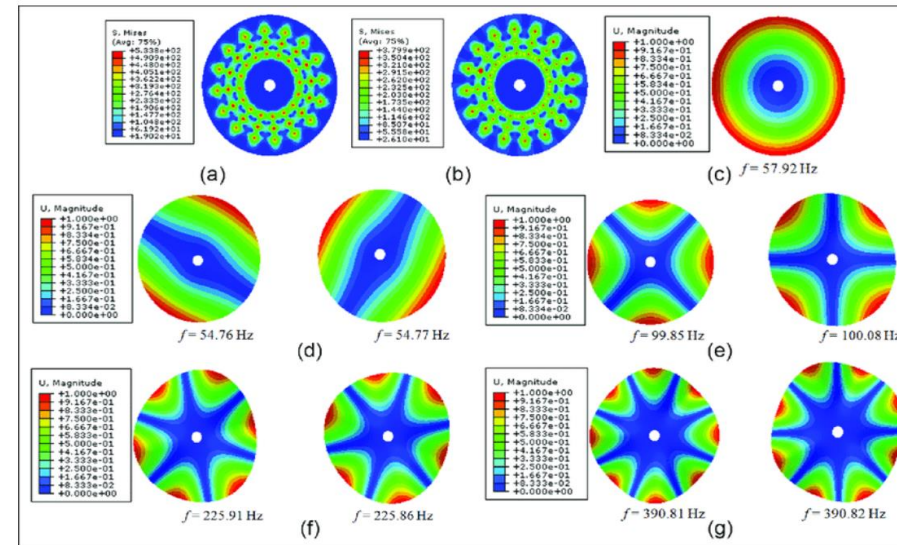 S, Mises
(Avg: 75%)
+5.338e+02
+4.909e+02
+4.480e+02
+4.051e+02
+3.622e+02
+3.193e+02
+2.764e+02
+2.335e+02
+1.906e+02
+1.477e+02
+1.048e+02
+6.192e+01
+1.902e+01
(a)
S, Mises
(Avg: 75%)
+3.799e+02
+3.504e+02
+3.210e+02
+2.915e+02
+2.620e+02
+2.325e+02
+2.030e+02
+1.735e+02
+1.440e+02
+1.146e+02
+8.507e+01
+5.558e+01
+2.610e+01
(b)
U, Magnitude
+1.000e+00
+9.167e-01
+8.334e-01
+7.500e-01
+6.667e-01
+5.834e-01
+5.000e-01
+4.167e-01
+3.333e-01
+2.500e-01
+1.667e-01
+8.334e-02
+0.000e+00
(c)
f = 57.92 Hz
U, Magnitude
+1.000e+00
+9.167e-01
+8.334e-01
+7.500e-01
+6.667e-01
+5.834e-01
+5.000e-01
+4.167e-01
+3.333e-01
+2.500e-01
+1.667e-01
+8.334e-02
+0.000e+00
f = 54.76 Hz
(d)
f = 54.77 Hz
U, Magnitude
+1.000e+00
+9.167e-01
+8.334e-01
+7.500e-01
+6.667e-01
+5.833e-01
+5.000e-01
+4.167e-01
+3.333e-01
+2.500e-01
+1.667e-01
+8.334e-02
+0.000e+00
f = 99.85 Hz
(e)
f = 100.08 Hz
U, Magnitude
+1.000e+00
+9.167e-01
+8.333e-01
+7.500e-01
+6.667e-01
+5.833e-01
+5.000e-01
+4.167e-01
+3.333e-01
+2.500e-01
+1.667e-01
+8.333e-02
+0.000e+00
f = 225.91 Hz
(f)
f = 225.86 Hz
U, Magnitude
+1.000e+00
+9.167e-01
+8.333e-01
+7.500e-01
+6.667e-01
+5.833e-01
+5.000e-01
+4.167e-01
+3.333e-01
+2.500e-01
+1.667e-01
+8.333e-02
+0.000e+00
f = 390.81 Hz
(g)
f = 390.82 Hz